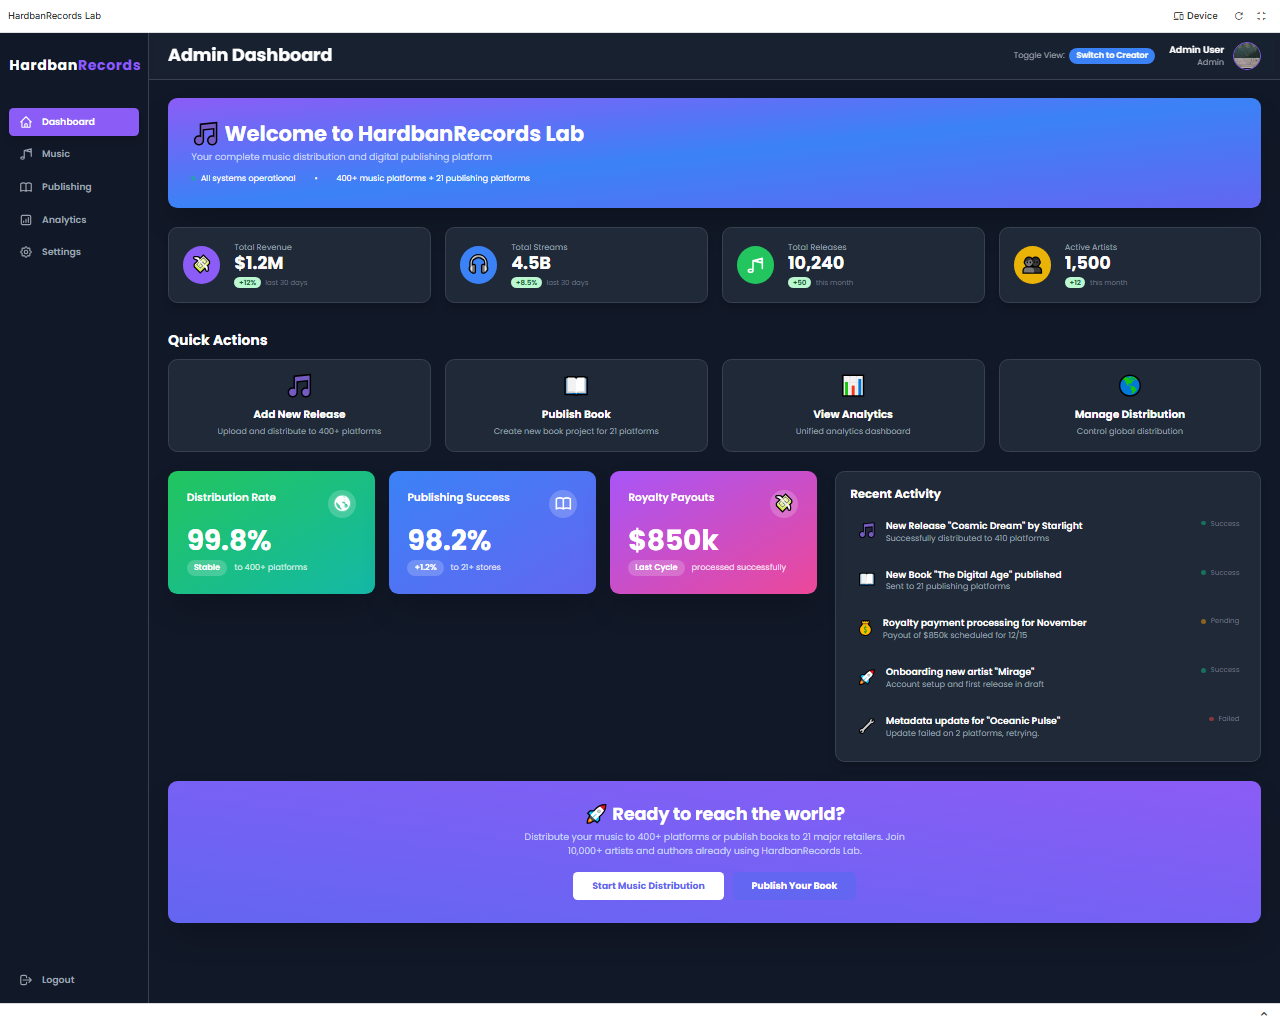 HardbanRecords Lab
Device
HardbanRecords
Admin Dashboard
Toggle View:
Switch to Creator
Admin User
Admin
Dashboard
Music
Publishing
Analytics
Settings
Logout
Welcome to HardbanRecords Lab
Your complete music distribution and digital publishing platform
All systems operational • 400+ music platforms + 21 publishing platforms
Total Revenue
$1.2M
+12% last 30 days
Total Streams
4.5B
+8.5% last 30 days
Total Releases
10,240
+50 this month
Active Artists
1,500
+12 this month
Quick Actions
Add New Release
Upload and distribute to 400+ platforms
Publish Book
Create new book project for 21 platforms
View Analytics
Unified analytics dashboard
Manage Distribution
Control global distribution
Distribution Rate
99.8%
Stable to 400+ platforms
Publishing Success
98.2%
+1.2% to 21+ stores
Royalty Payouts
$850k
Last Cycle processed successfully
Recent Activity
New Release "Cosmic Dream" by Starlight
Successfully distributed to 410 platforms
Success
New Book "The Digital Age" published
Sent to 21 publishing platforms
Success
Royalty payment processing for November
Payout of $850k scheduled for 12/15
Pending
Onboarding new artist "Mirage"
Account setup and first release in draft
Success
Metadata update for "Oceanic Pulse"
Update failed on 2 platforms, retrying.
Failed
Ready to reach the world?
Distribute your music to 400+ platforms or publish books to 21 major retailers. Join
10,000+ artists and authors already using HardbanRecords Lab.
Start Music Distribution
Publish Your Book